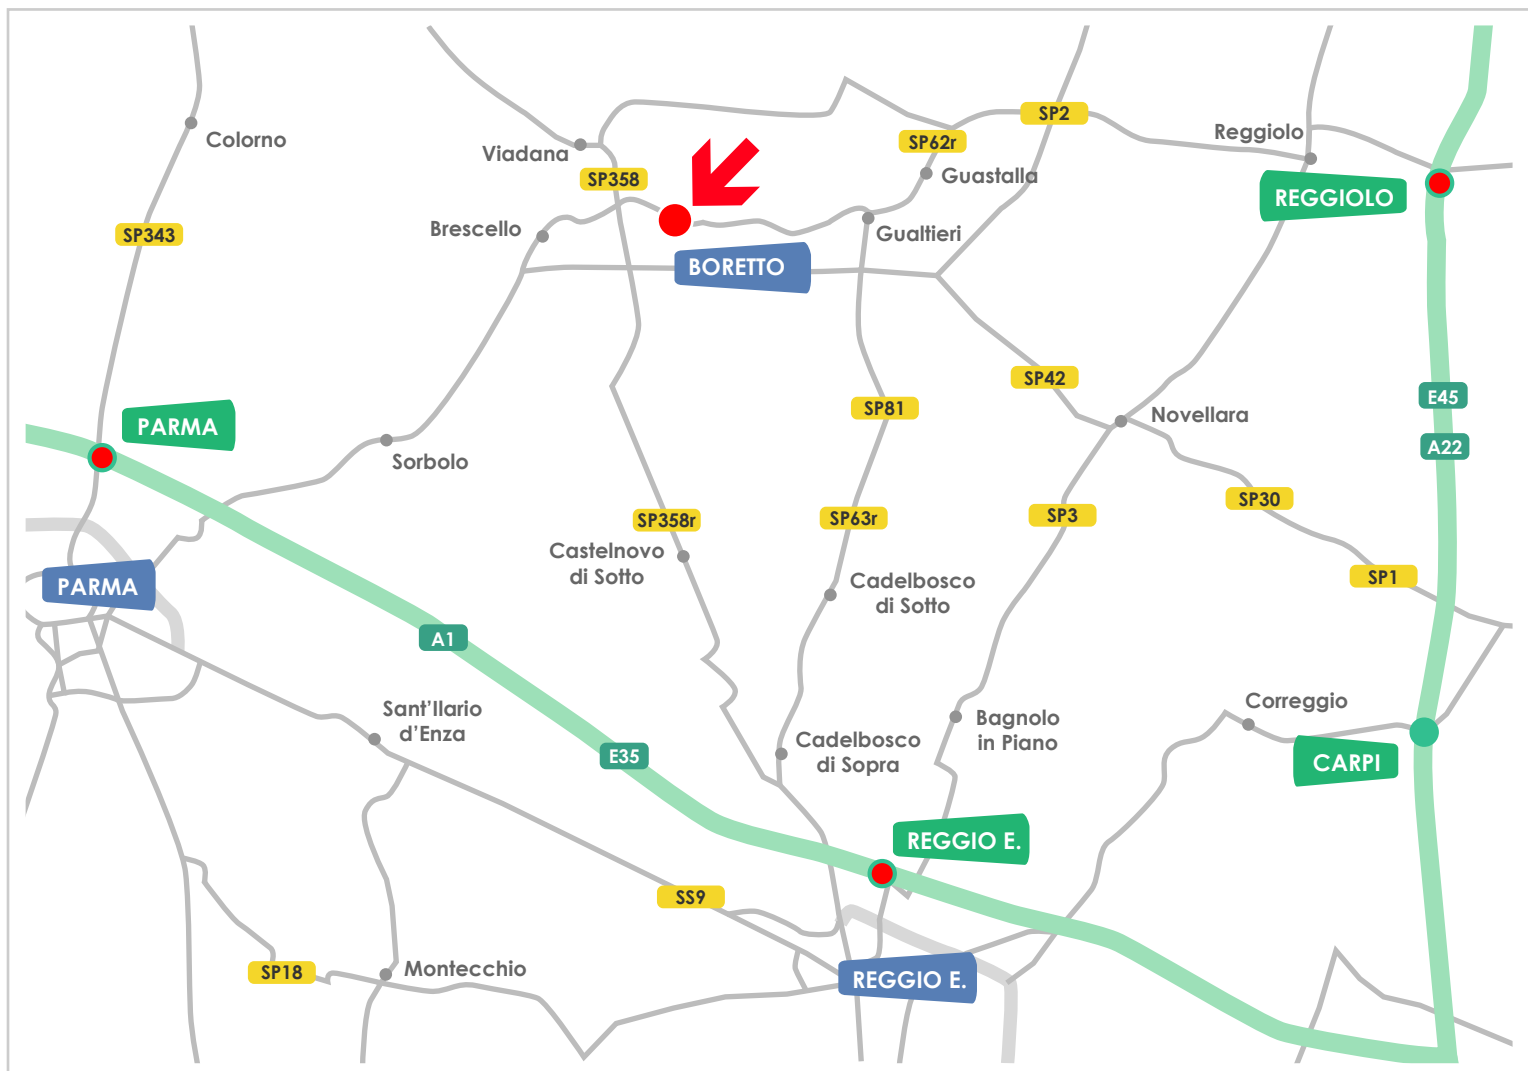 SP2
Reggiolo
Colorno
SP62r
Viadana
SP358
Guastalla
REGGIOLO
SP343
Brescello
Gualtieri
BORETTO
SP42
E45
SP81
Novellara
PARMA
A22
Sorbolo
SP30
SP358r
SP63r
SP3
Castelnovo
di Sotto
PARMA
Cadelbosco
di Sotto
SP1
A1
Sant'Ilario
d'Enza
Correggio
Bagnolo
in Piano
Cadelbosco
di Sopra
E35
CARPI
REGGIO E.
SS9
SP18
Montecchio
REGGIO E.